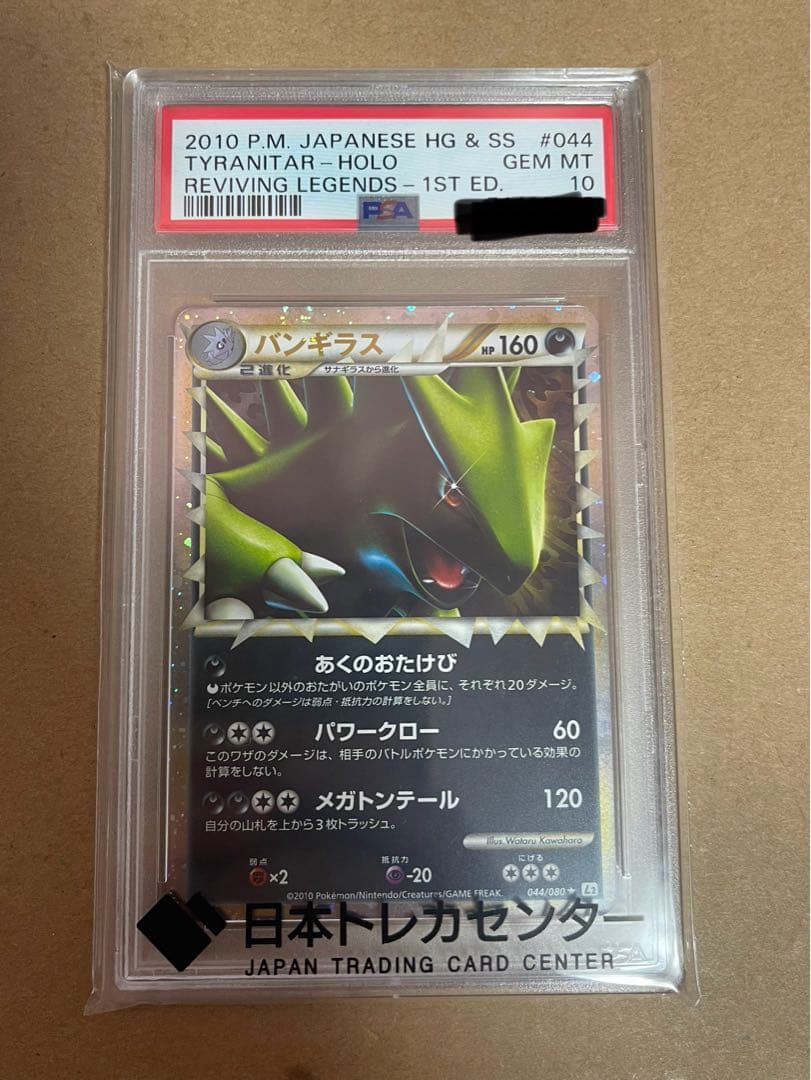 2010 P.M. JAPANESE HG & SS #044
TYRANITAR - HOLO GEM MT
REVIVING LEGENDS - 1ST ED. 10
PSA
バンギラス HP 160
2進化 サナギラスから進化
あくのおたけび
ポケモン以外のおたがいのポケモン全員に、それぞれ20ダメージ。
[ベンチへのダメージは弱点・抵抗力の計算をしない。]
パワークロー 60
このワザのダメージは、相手のバトルポケモンにかかっている効果の
計算をしない。
メガトンテール 120
自分の山札を上から3枚トラッシュ。
Illus. Wataru Kawahara
弱点 抵抗力 にげる
×2 -20
©2010 Pokémon/Nintendo/Creatures/GAME FREAK. 044/080 ★ L2
日本トレカセンター
JAPAN TRADING CARD CENTER
PSA